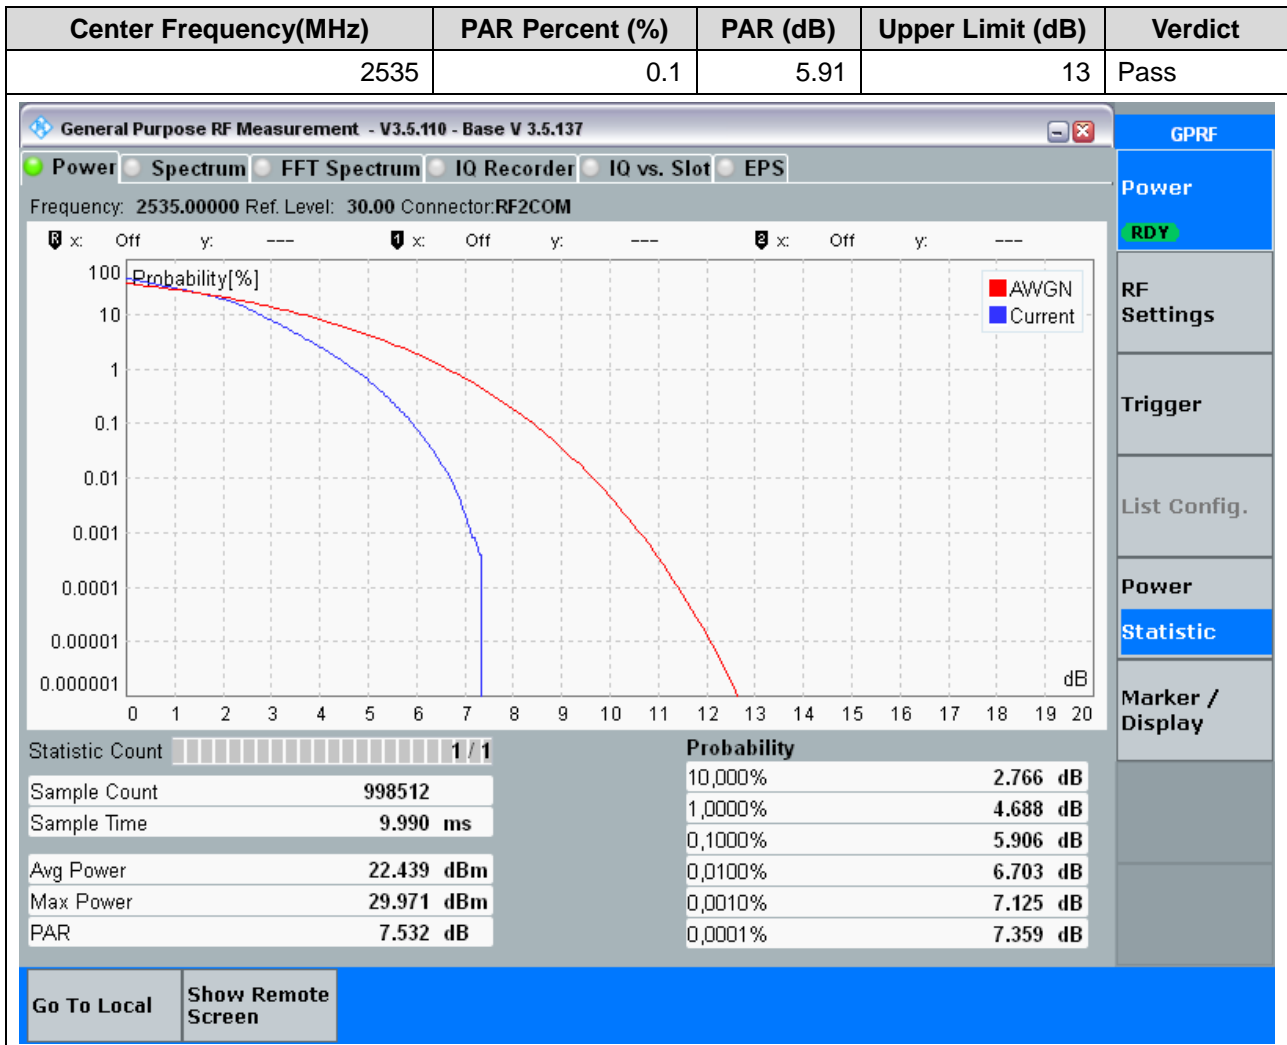 Center Frequency(MHz) PAR Percent (%) PAR (dB) Upper Limit (dB) Verdict
2535 0.1 5.91 13 Pass
General Purpose RF Measurement - V3.5.110 - Base V 3.5.137
GPRF
Power Spectrum FFT Spectrum IQ Recorder IQ vs. Slot EPS
Power
RDY
Frequency: 2535.00000 Ref. Level: 30.00 Connector:RF2COM
R x: Off y: --- 1 x: Off y: --- 2 x: Off y: ---
Probability[%]
100
10
1
0.1
0.01
0.001
0.0001
0.00001
0.000001
AWGN
Current
dB
0 1 2 3 4 5 6 7 8 9 10 11 12 13 14 15 16 17 18 19 20
RF
Settings
Trigger
List Config.
Power
Statistic
Marker /
Display
Statistic Count 1 / 1
Sample Count 998512
Sample Time 9.990 ms
Avg Power 22.439 dBm
Max Power 29.971 dBm
PAR 7.532 dB
Probability
10,000% 2.766 dB
1,0000% 4.688 dB
0,1000% 5.906 dB
0,0100% 6.703 dB
0,0010% 7.125 dB
0,0001% 7.359 dB
Go To Local
Show Remote
Screen